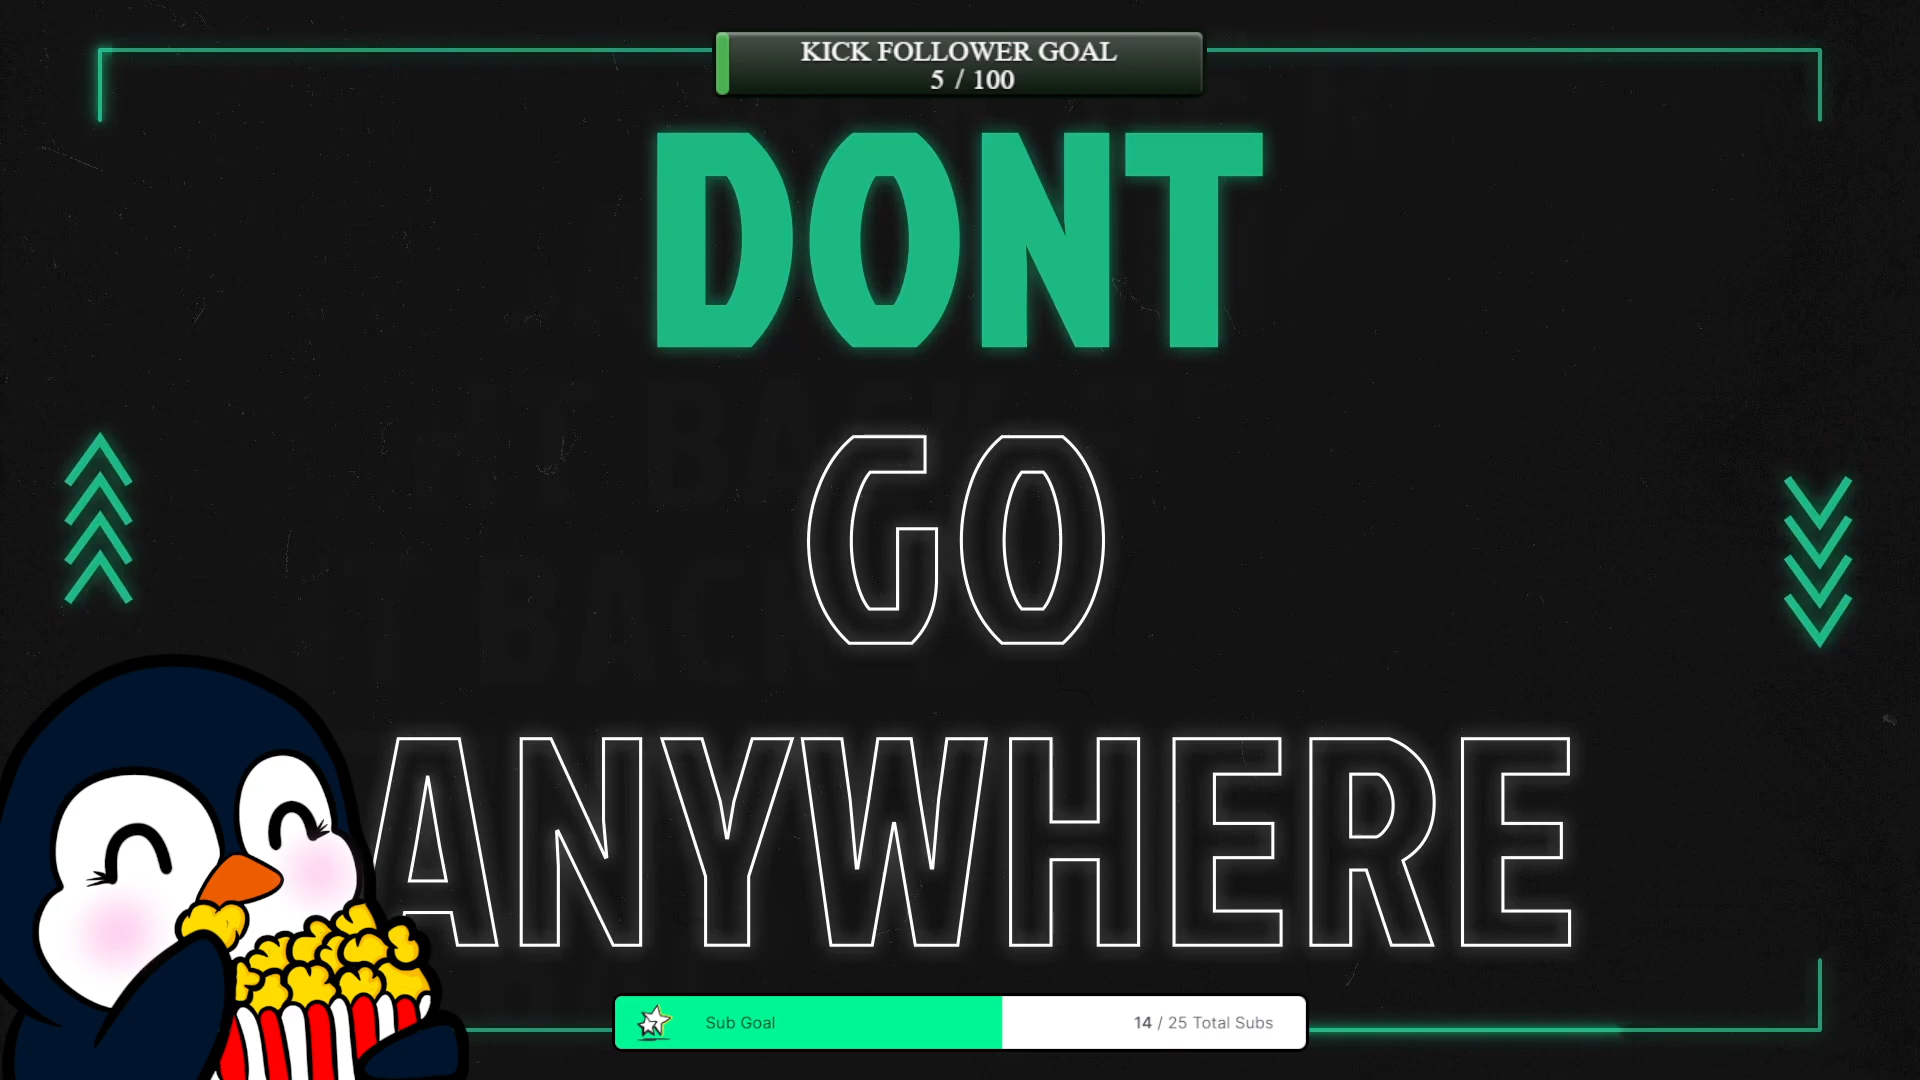 KICK FOLLOWER GOAL
5 / 100
DONT
GO
ANYWHERE
Sub Goal
14 / 25 Total Subs